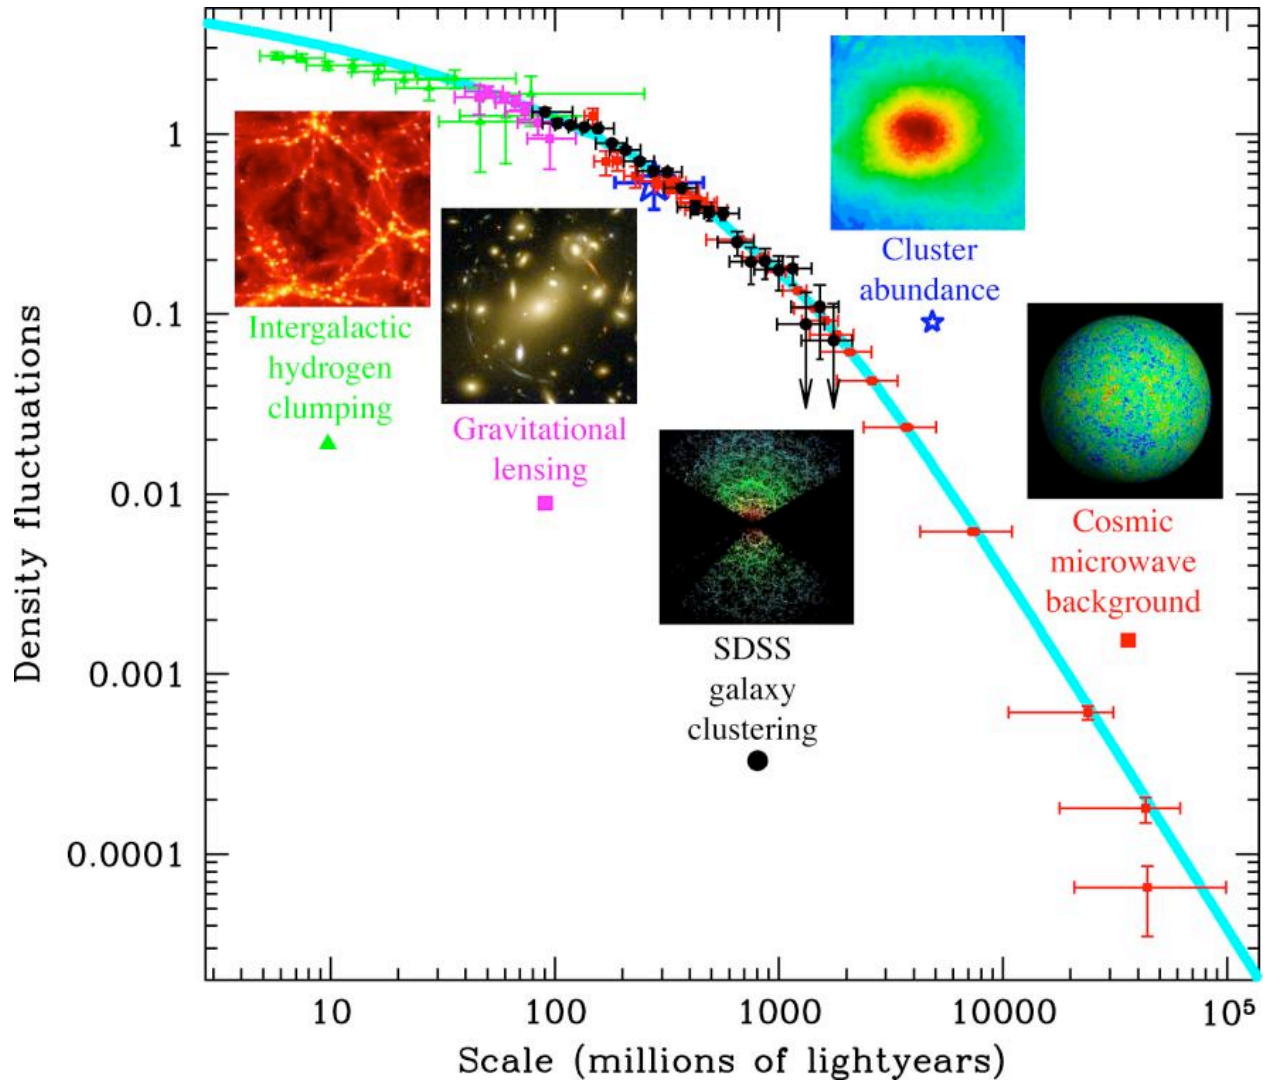 Density fluctuations
1
0.1
0.01
0.001
0.0001
Intergalactic
hydrogen
clumping
Gravitational
lensing
SDSS
galaxy
clustering
Cluster
abundance
Cosmic
microwave
background
10
100
1000
10000
10⁵
Scale (millions of lightyears)